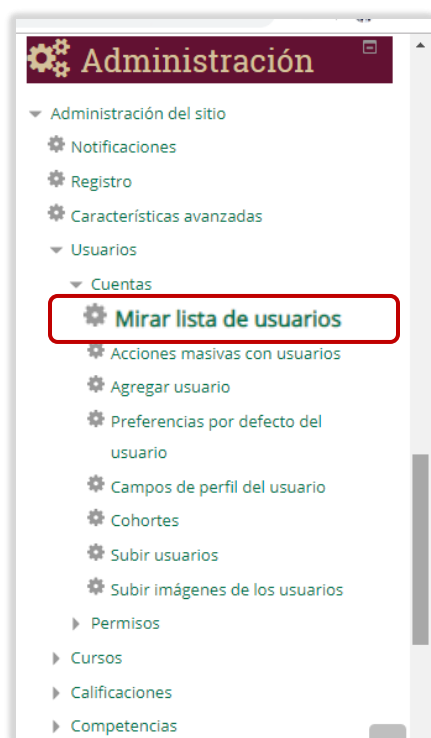 Administración
Administración del sitio
Notificaciones
Registro
Características avanzadas
Usuarios
Cuentas
Mirar lista de usuarios
Acciones masivas con usuarios
Agregar usuario
Preferencias por defecto del
usuario
Campos de perfil del usuario
Cohortes
Subir usuarios
Subir imágenes de los usuarios
Permisos
Cursos
Calificaciones
Competencias